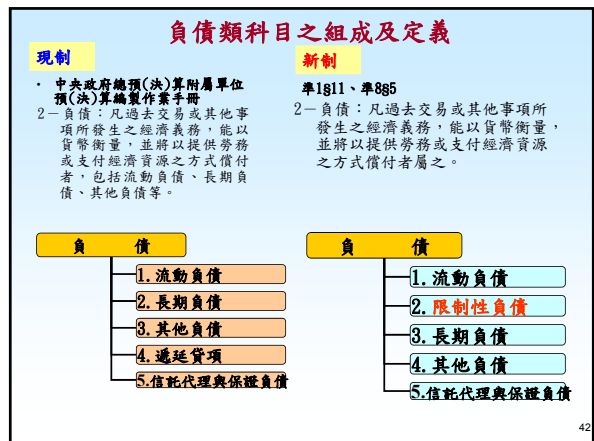 負債類科目之組成及定義
現制
• 中央政府總預(決)算附屬單位
預(決)算編製作業手冊
2－負債：凡過去交易或其他事
項所發生之經濟義務，能以
貨幣衡量，並將以提供勞務
或支付經濟資源之方式償付
者，包括流動負債、長期負
債、其他負債等。
負 債
1.流動負債
2.長期負債
3.其他負債
4.遞延貸項
5.信託代理與保證負債
新制
準1§11、準8§5
2－負債：凡過去交易或其他事項所
發生之經濟義務，能以貨幣衡量，
並將以提供勞務或支付經濟資源
之方式償付者屬之。
負 債
1.流動負債
2.限制性負債
3.長期負債
4.其他負債
5.信託代理與保證負債
42